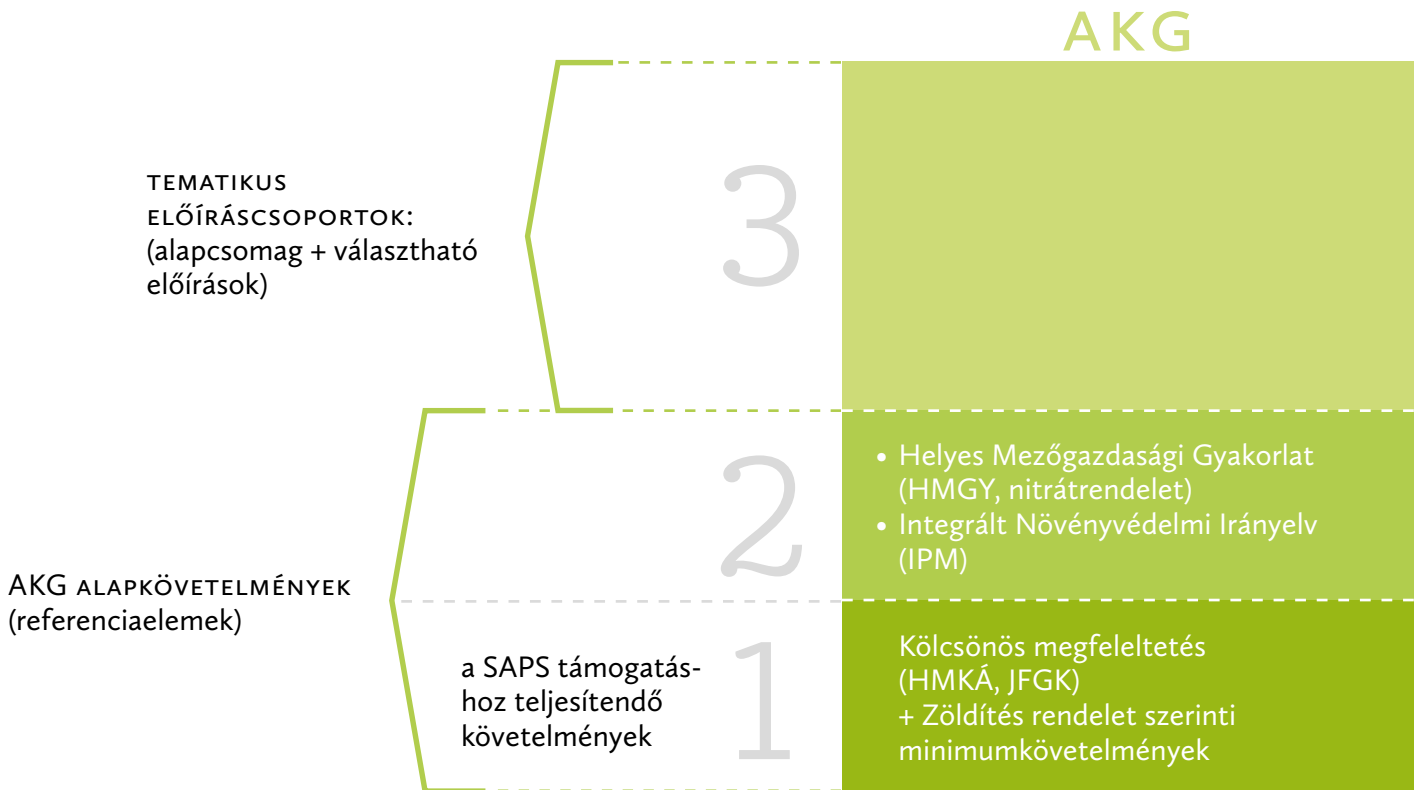 AKG
TEMATIKUS
ELŐÍRÁSCSOPORTOK:
(alapcsomag + választható
előírások)
3
2
• Helyes Mezőgazdasági Gyakorlat
(HMGY, nitrátrendelet)
• Integrált Növényvédelmi Irányelv
(IPM)
AKG ALAPKÖVETELMÉNYEK
(referenciaelemek)
a SAPS támogatás-
hoz teljesítendő
követelmények
1
Kölcsönös megfeleltetés
(HMKÁ, JFGK)
+ Zöldítés rendelet szerinti
minimumkövetelmények